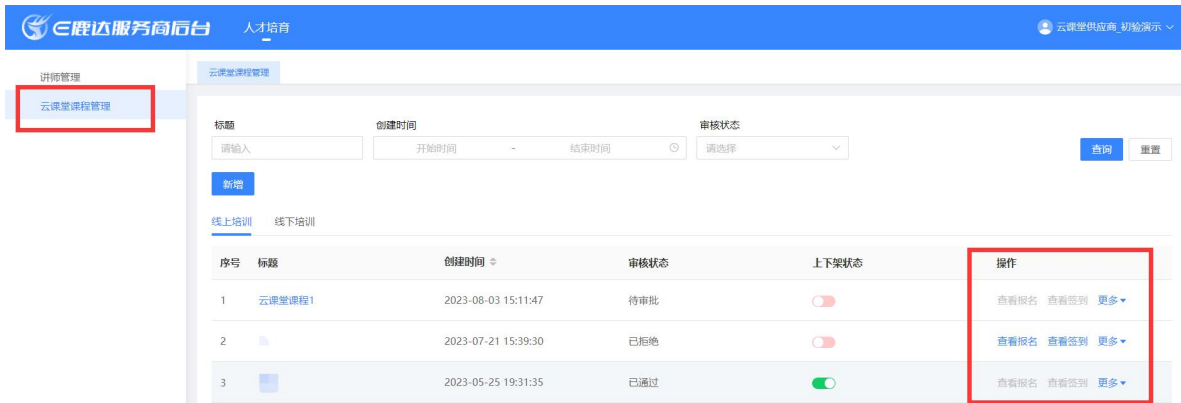 E鹿达服务商后台 人才培育 云课堂供应商_初验演示
讲师管理
云课堂课程管理
云课堂课程管理
标题 创建时间 审核状态
请输入 开始时间 - 结束时间 请选择 查询 重置
新增
线上培训 线下培训
序号 标题 创建时间 审核状态 上下架状态 操作
1 云课堂课程1 2023-08-03 15:11:47 待审批 查看报名 查看签到 更多
2 2023-07-21 15:39:30 已拒绝 查看报名 查看签到 更多
3 2023-05-25 19:31:35 已通过 查看报名 查看签到 更多